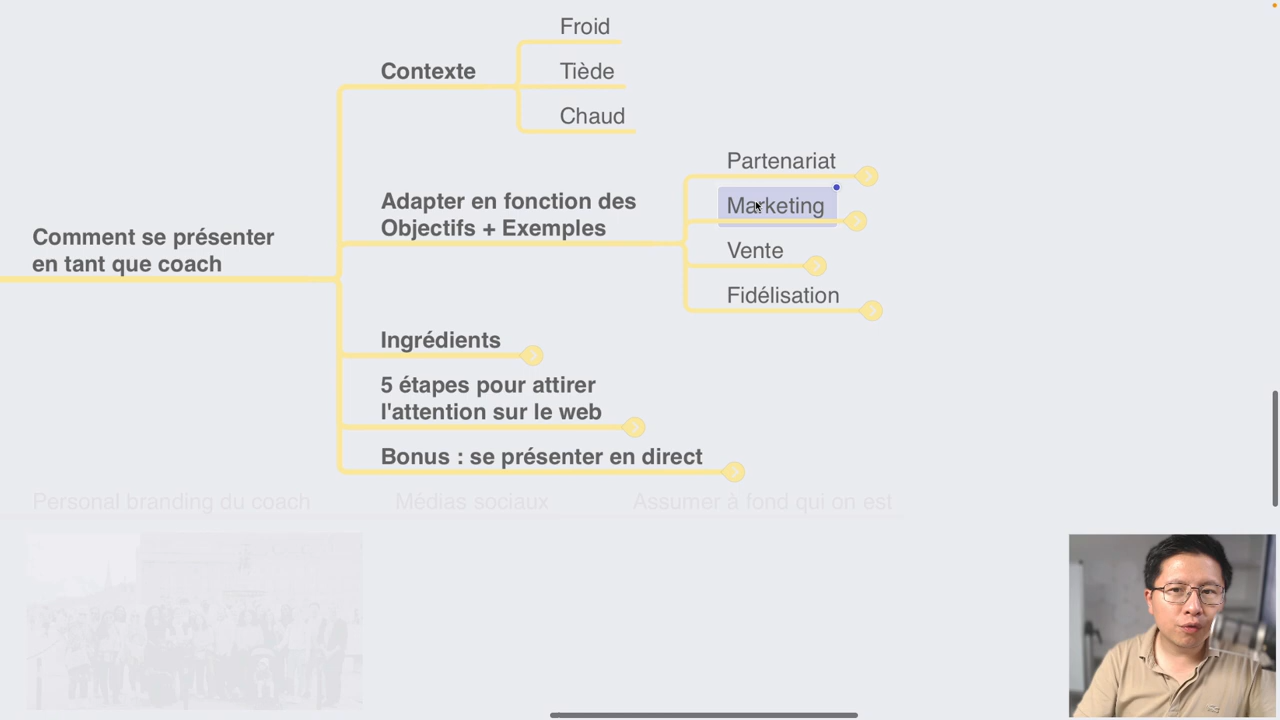 Froid
Contexte
Tiède
Chaud
Partenariat
Adapter en fonction des
Objectifs + Exemples
Marketing
Vente
Fidélisation
Comment se présenter
en tant que coach
Ingrédients
5 étapes pour attirer
l'attention sur le web
Bonus : se présenter en direct
Personal branding du coach
Médias sociaux
Assumer à fond qui on est